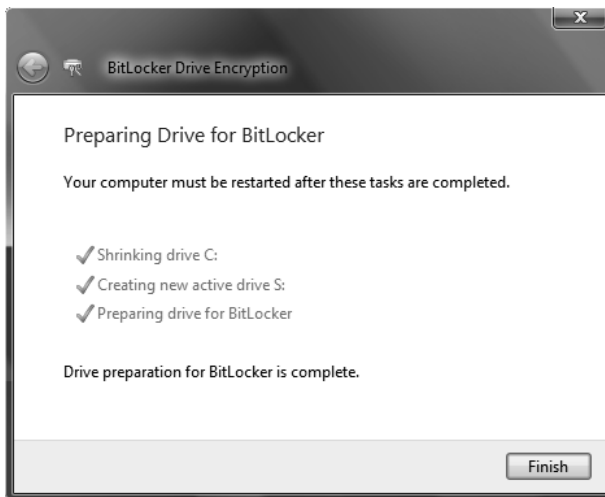 BitLocker Drive Encryption
Preparing Drive for BitLocker
Your computer must be restarted after these tasks are completed.
Shrinking drive C:
Creating new active drive S:
Preparing drive for BitLocker
Drive preparation for BitLocker is complete.
Finish